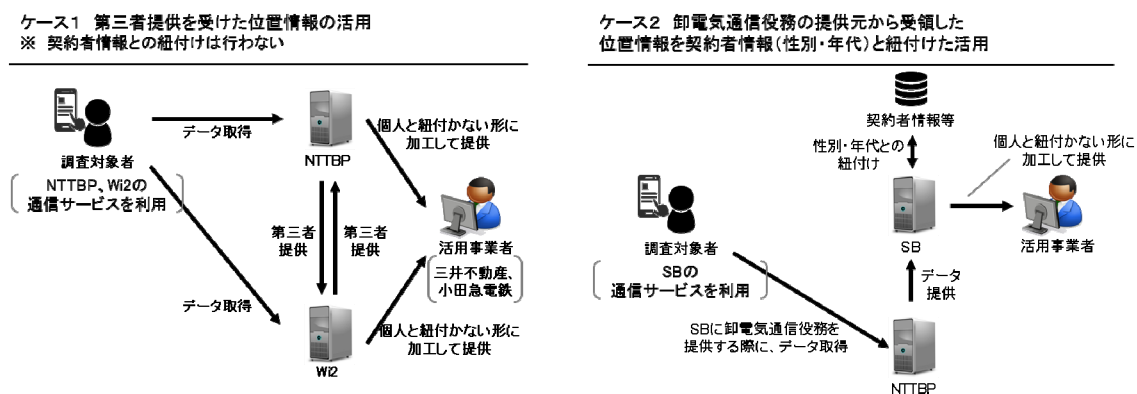 ケース1 第三者提供を受けた位置情報の活用
※ 契約者情報との紐付けは行わない
調査対象者
NTTBP、Wi2の
通信サービスを利用
データ取得
NTTBP
個人と紐付かない形に
加工して提供
第三者
提供
第三者
提供
活用事業者
三井不動産、
小田急電鉄
データ取得
個人と紐付かない形に
加工して提供
Wi2
ケース2 卸電気通信役務の提供元から受領した
位置情報を契約者情報(性別・年代)と紐付けた活用
契約者情報等
性別・年代との
紐付け
個人と紐付かない形に
加工して提供
調査対象者
SBの
通信サービスを利用
SB
活用事業者
データ
提供
SBに卸電気通信役務を
提供する際に、データ取得
NTTBP